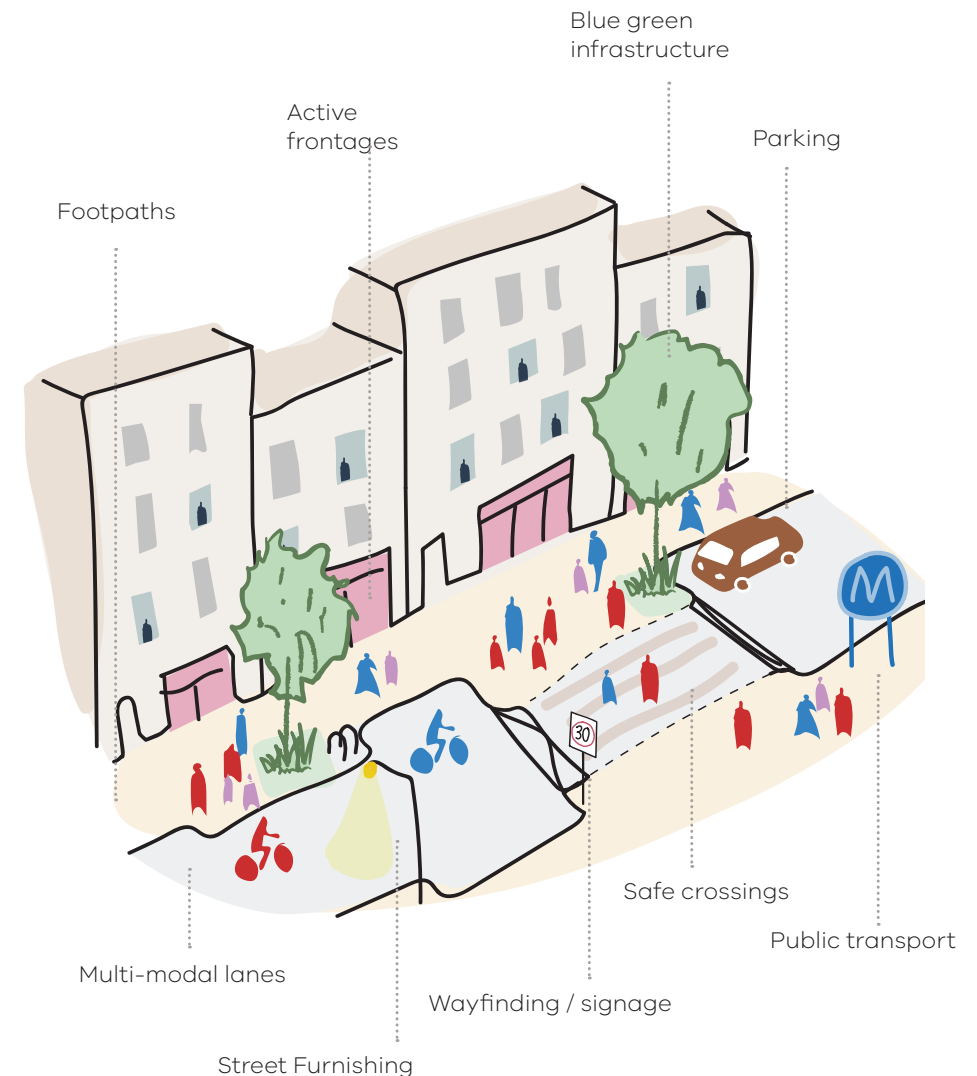 Blue green
infrastructure
Active
frontages
Parking
Footpaths
M
30
Safe crossings
Public transport
Multi-modal lanes
Wayfinding / signage
Street Furnishing